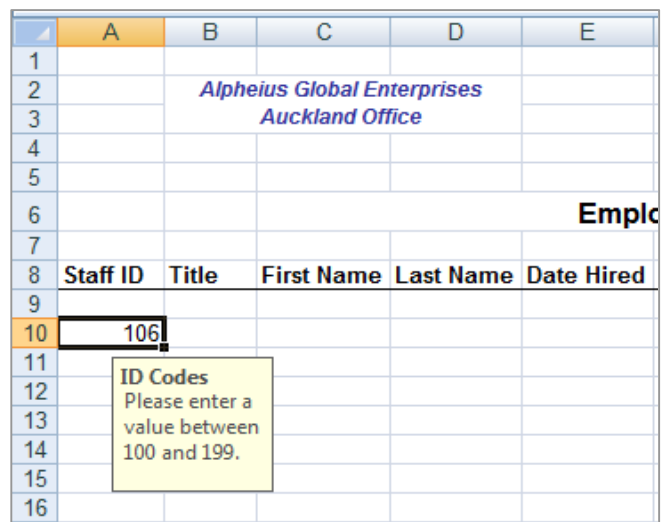 A B C D E
1
2 Alpheius Global Enterprises
3 Auckland Office
4
5
6 Emplo
7
8 Staff ID Title First Name Last Name Date Hired
9
10 106
11
ID Codes
12
Please enter a
13
value between
14
100 and 199.
15
16